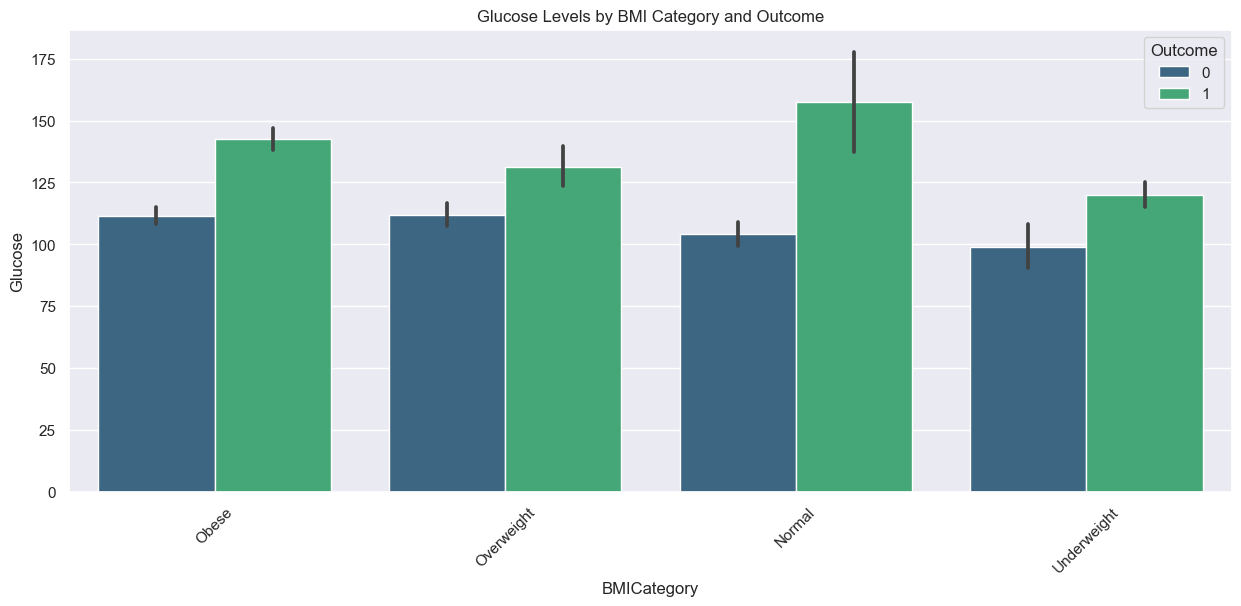 Glucose Levels by BMI Category and Outcome
Outcome
0
1
175
150
125
100
75
50
25
0
Glucose
Obese
Overweight
Normal
Underweight
BMICategory